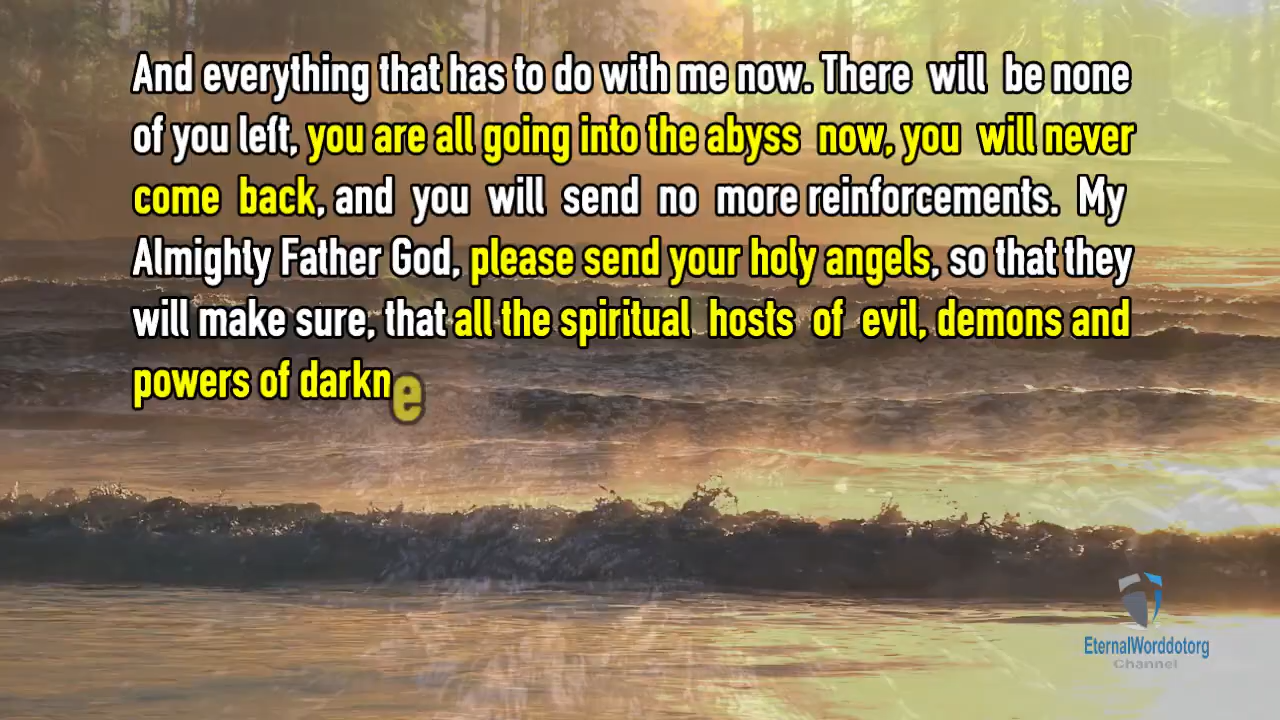 And everything that has to do with me now. There will be none
of you left, you are all going into the abyss now, you will never
come back, and you will send no more reinforcements. My
Almighty Father God, please send your holy angels, so that they
will make sure, that all the spiritual hosts of evil, demons and
powers of darkne
EternalWorddotorg
Channel